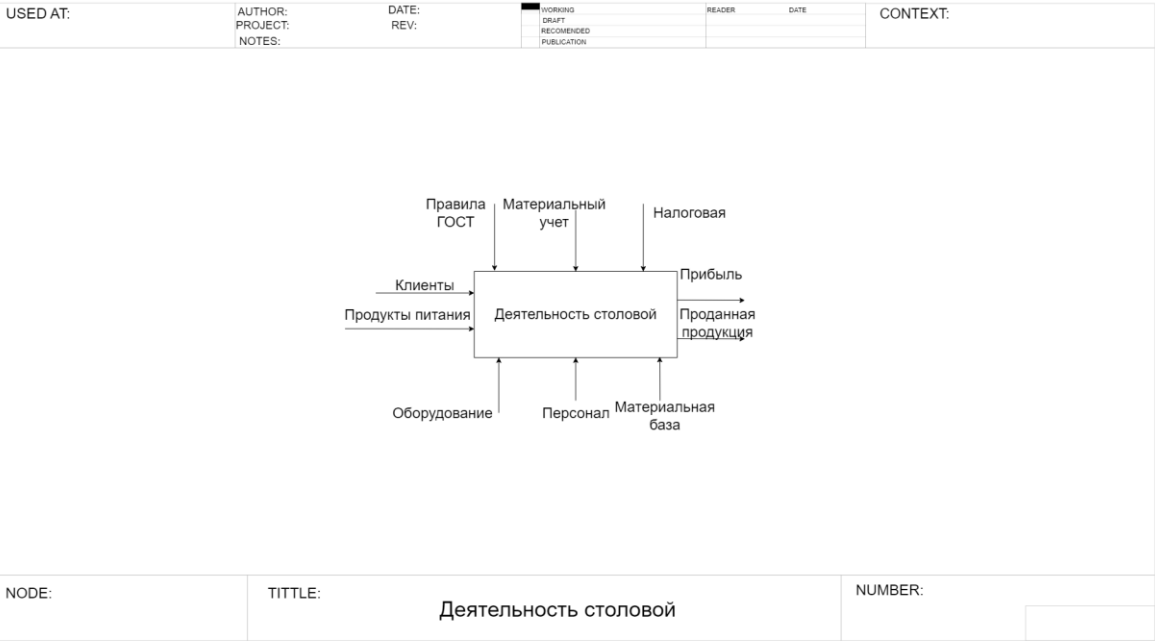 USED AT:
AUTHOR:
DATE:
PROJECT:
REV:
NOTES:
WORKING
DRAFT
RECOMENDED
PUBLICATION
READER
DATE
CONTEXT:
Правила
ГОСТ
Материальный
учет
Налоговая
Клиенты
Продукты питания
Деятельность столовой
Прибыль
Проданная
продукция
Оборудование
Персонал
Материальная
база
NODE:
TITTLE:
Деятельность столовой
NUMBER: